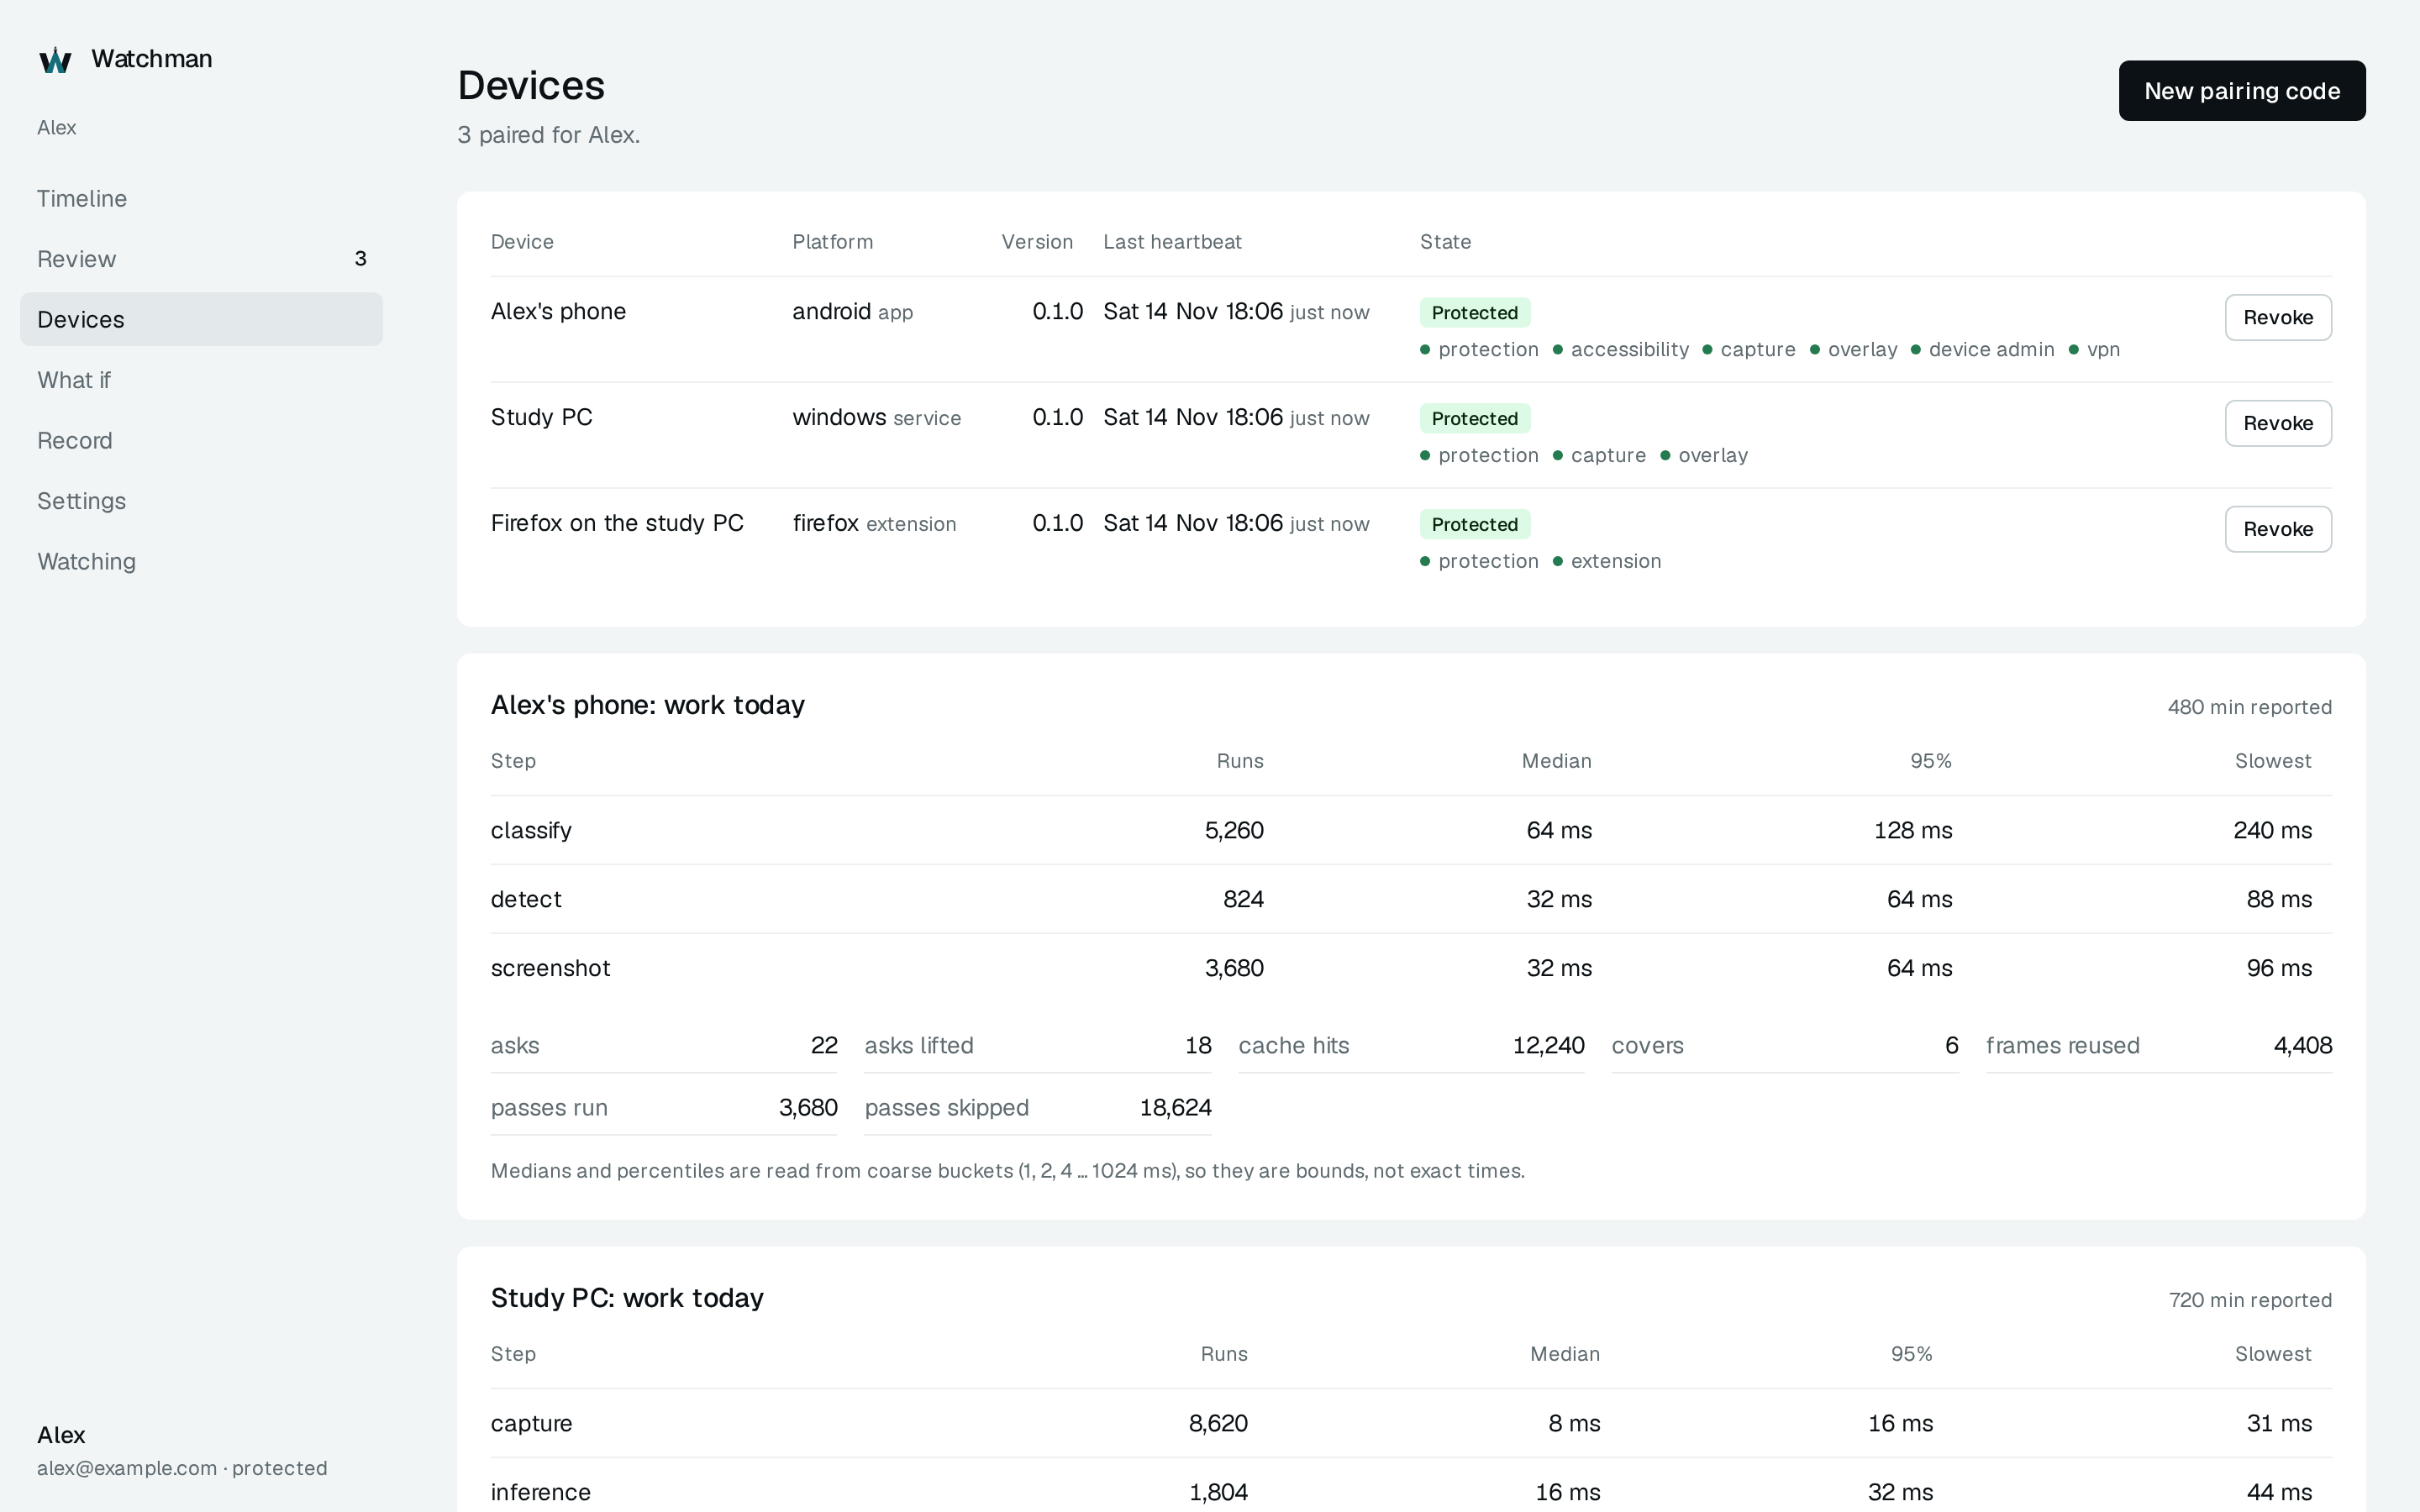 Watchman
Alex
Timeline
Review 3
Devices
What if
Record
Settings
Watching
Alex
alex@example.com · protected
Devices
3 paired for Alex.
New pairing code
Device Platform Version Last heartbeat State
Alex's phone android app 0.1.0 Sat 14 Nov 18:06 just now Protected Revoke
protection accessibility capture overlay device admin vpn
Study PC windows service 0.1.0 Sat 14 Nov 18:06 just now Protected Revoke
protection capture overlay
Firefox on the study PC firefox extension 0.1.0 Sat 14 Nov 18:06 just now Protected Revoke
protection extension
Alex's phone: work today 480 min reported
Step Runs Median 95% Slowest
classify 5,260 64 ms 128 ms 240 ms
detect 824 32 ms 64 ms 88 ms
screenshot 3,680 32 ms 64 ms 96 ms
asks 22 asks lifted 18 cache hits 12,240 covers 6 frames reused 4,408
passes run 3,680 passes skipped 18,624
Medians and percentiles are read from coarse buckets (1, 2, 4 … 1024 ms), so they are bounds, not exact times.
Study PC: work today 720 min reported
Step Runs Median 95% Slowest
capture 8,620 8 ms 16 ms 31 ms
inference 1,804 16 ms 32 ms 44 ms